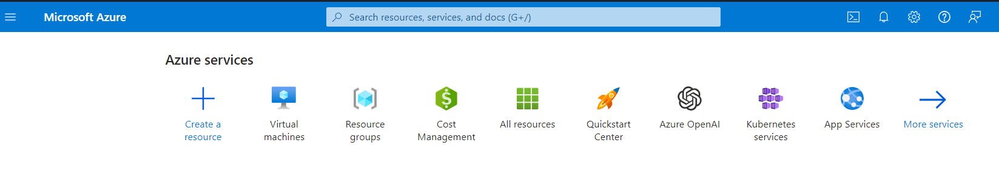 Microsoft Azure
Search resources, services, and docs (G+/)
Azure services
Create a
resource
Virtual
machines
Resource
groups
Cost
Management
All resources
Quickstart
Center
Azure OpenAI
Kubernetes
services
App Services
More services